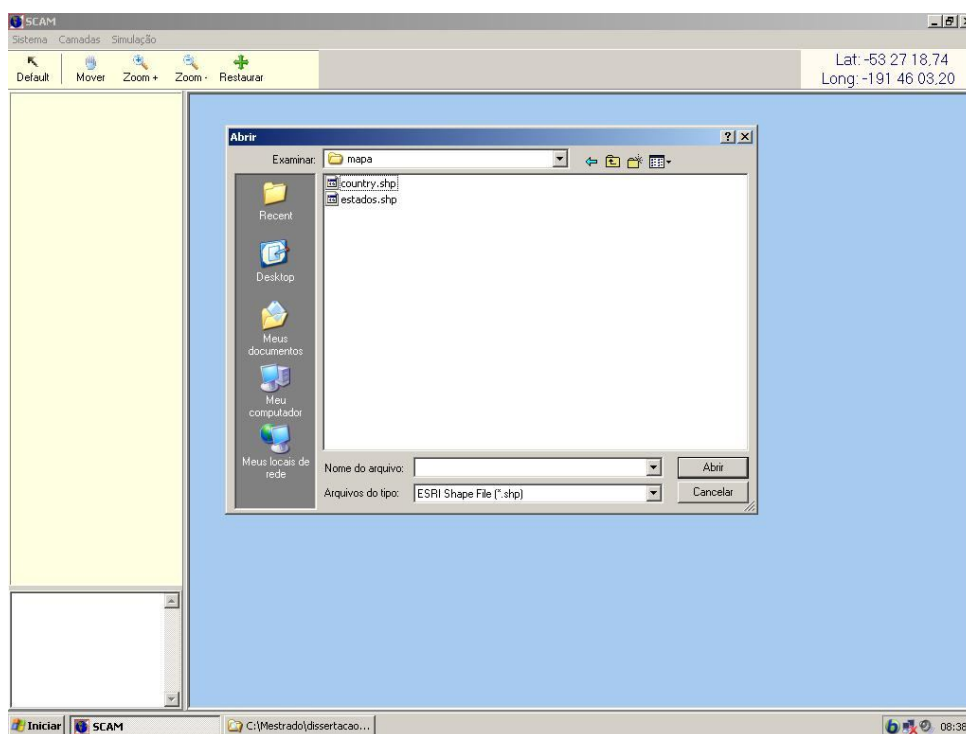 SCAM
Sistema Camadas Simulação
Default Mover Zoom + Zoom - Restaurar
Lat: -53 27 18,74
Long: -191 46 03,20
Abrir
Examinar: mapa
country.shp
estados.shp
Recent
Desktop
Meus
documentos
Meu
computador
Meus locais de
rede
Nome do arquivo:
Abrir
Arquivos do tipo: ESRI Shape File (*.shp)
Cancelar
Iniciar SCAM C:\Mestrado\dissertacao... 08:38